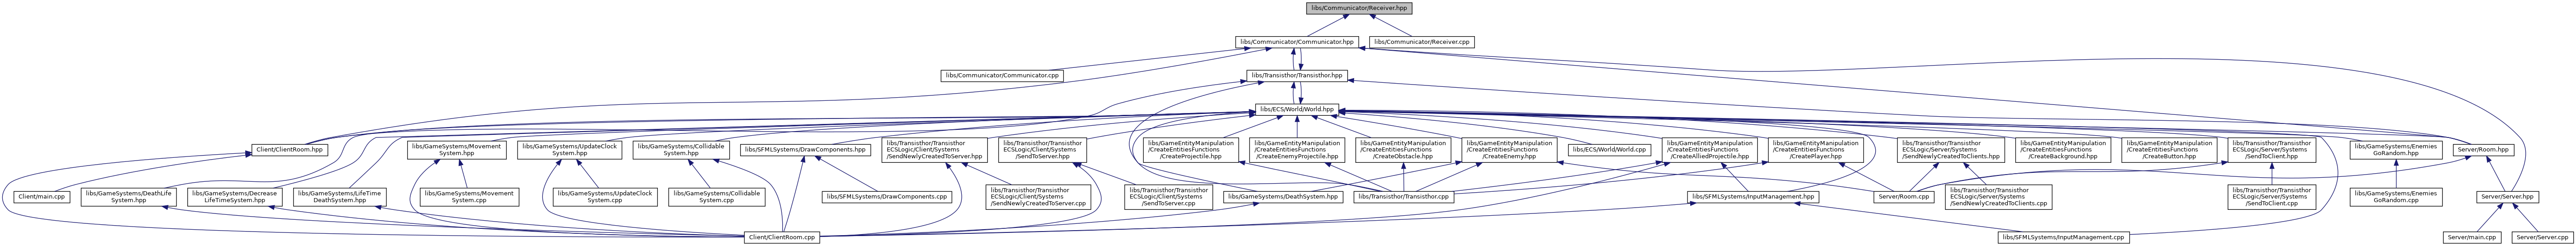 libs/Communicator/Receiver.hpp
libs/Communicator/Communicator.hpp
libs/Communicator/Receiver.cpp
libs/Communicator/Communicator.cpp
libs/Transisthor/Transisthor.hpp
libs/ECS/World/World.hpp
Client/ClientRoom.hpp
libs/GameSystems/Movement
System.hpp
libs/GameSystems/UpdateClock
System.hpp
libs/GameSystems/Collidable
System.hpp
libs/SFMLSystems/DrawComponents.hpp
libs/Transisthor/Transisthor
ECSLogic/Client/Systems
/SendNewlyCreatedToServer.hpp
libs/Transisthor/Transisthor
ECSLogic/Client/Systems
/SendToServer.hpp
libs/GameEntityManipulation
/CreateEntitiesFunctions
/CreateProjectile.hpp
libs/GameEntityManipulation
/CreateEntitiesFunctions
/CreateEnemyProjectile.hpp
libs/GameEntityManipulation
/CreateEntitiesFunctions
/CreateObstacle.hpp
libs/GameEntityManipulation
/CreateEntitiesFunctions
/CreateEnemy.hpp
libs/ECS/World/World.cpp
libs/GameEntityManipulation
/CreateEntitiesFunctions
/CreateAlliedProjectile.hpp
libs/GameEntityManipulation
/CreateEntitiesFunctions
/CreatePlayer.hpp
libs/Transisthor/Transisthor
ECSLogic/Server/Systems
/SendNewlyCreatedToClients.hpp
libs/GameEntityManipulation
/CreateEntitiesFunctions
/CreateBackground.hpp
libs/GameEntityManipulation
/CreateEntitiesFunctions
/CreateButton.hpp
libs/Transisthor/Transisthor
ECSLogic/Server/Systems
/SendToClient.hpp
libs/GameSystems/Enemies
GoRandom.hpp
Server/Room.hpp
Client/main.cpp
libs/GameSystems/DeathLife
System.hpp
libs/GameSystems/Decrease
LifeTimeSystem.hpp
libs/GameSystems/LifeTime
DeathSystem.hpp
libs/GameSystems/Movement
System.cpp
libs/GameSystems/UpdateClock
System.cpp
libs/GameSystems/Collidable
System.cpp
libs/SFMLSystems/DrawComponents.cpp
libs/Transisthor/Transisthor
ECSLogic/Client/Systems
/SendNewlyCreatedToServer.cpp
libs/Transisthor/Transisthor
ECSLogic/Client/Systems
/SendToServer.cpp
libs/GameSystems/DeathSystem.hpp
libs/Transisthor/Transisthor.cpp
libs/SFMLSystems/InputManagement.hpp
Server/Room.cpp
libs/Transisthor/Transisthor
ECSLogic/Server/Systems
/SendNewlyCreatedToClients.cpp
libs/Transisthor/Transisthor
ECSLogic/Server/Systems
/SendToClient.cpp
libs/GameSystems/Enemies
GoRandom.cpp
Server/Server.hpp
Client/ClientRoom.cpp
libs/SFMLSystems/InputManagement.cpp
Server/main.cpp
Server/Server.cpp